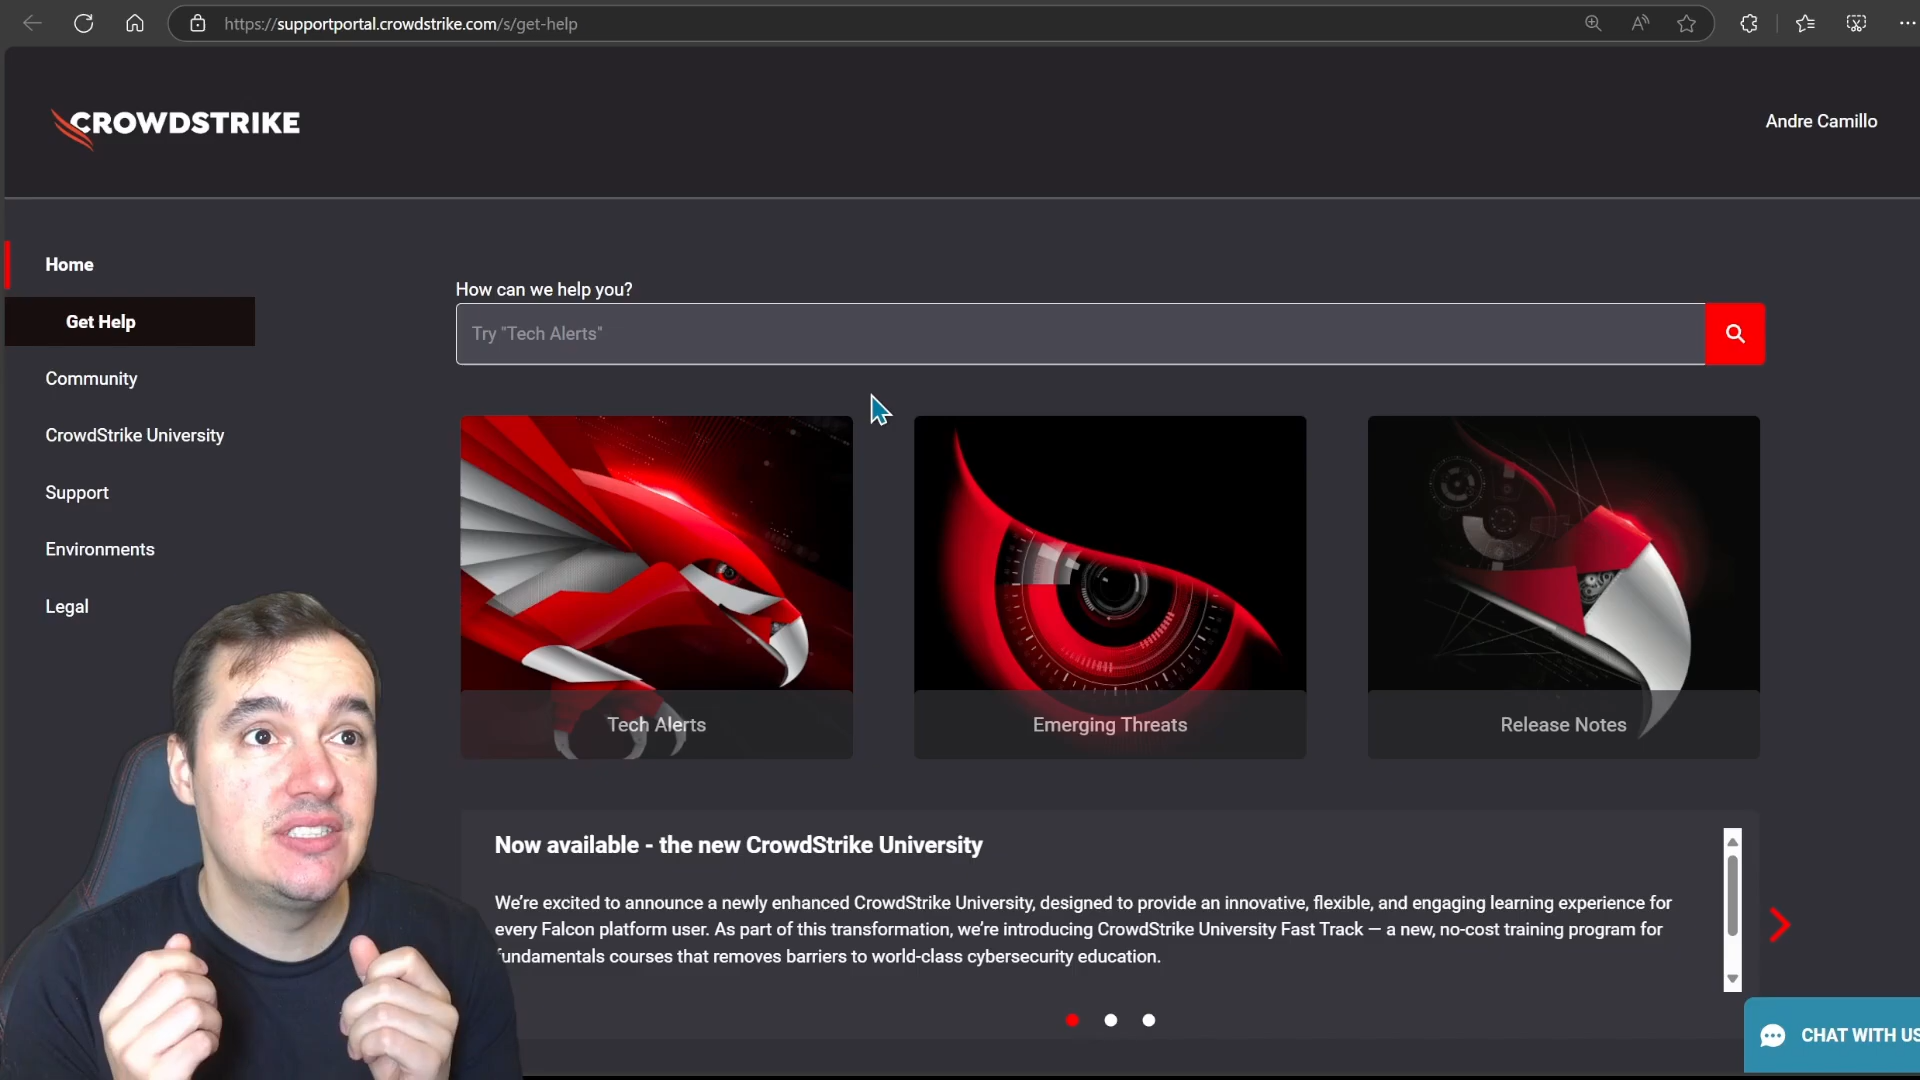 https://supportportal.crowdstrike.com/s/get-help
CROWDSTRIKE
Andre Camillo
Home
Get Help
Community
CrowdStrike University
Support
Environments
Legal
How can we help you?
Try "Tech Alerts"
Tech Alerts
Emerging Threats
Release Notes
Now available - the new CrowdStrike University
We're excited to announce a newly enhanced CrowdStrike University, designed to provide an innovative, flexible, and engaging learning experience for
every Falcon platform user. As part of this transformation, we're introducing CrowdStrike University Fast Track — a new, no-cost training program for
fundamentals courses that removes barriers to world-class cybersecurity education.
CHAT WITH US